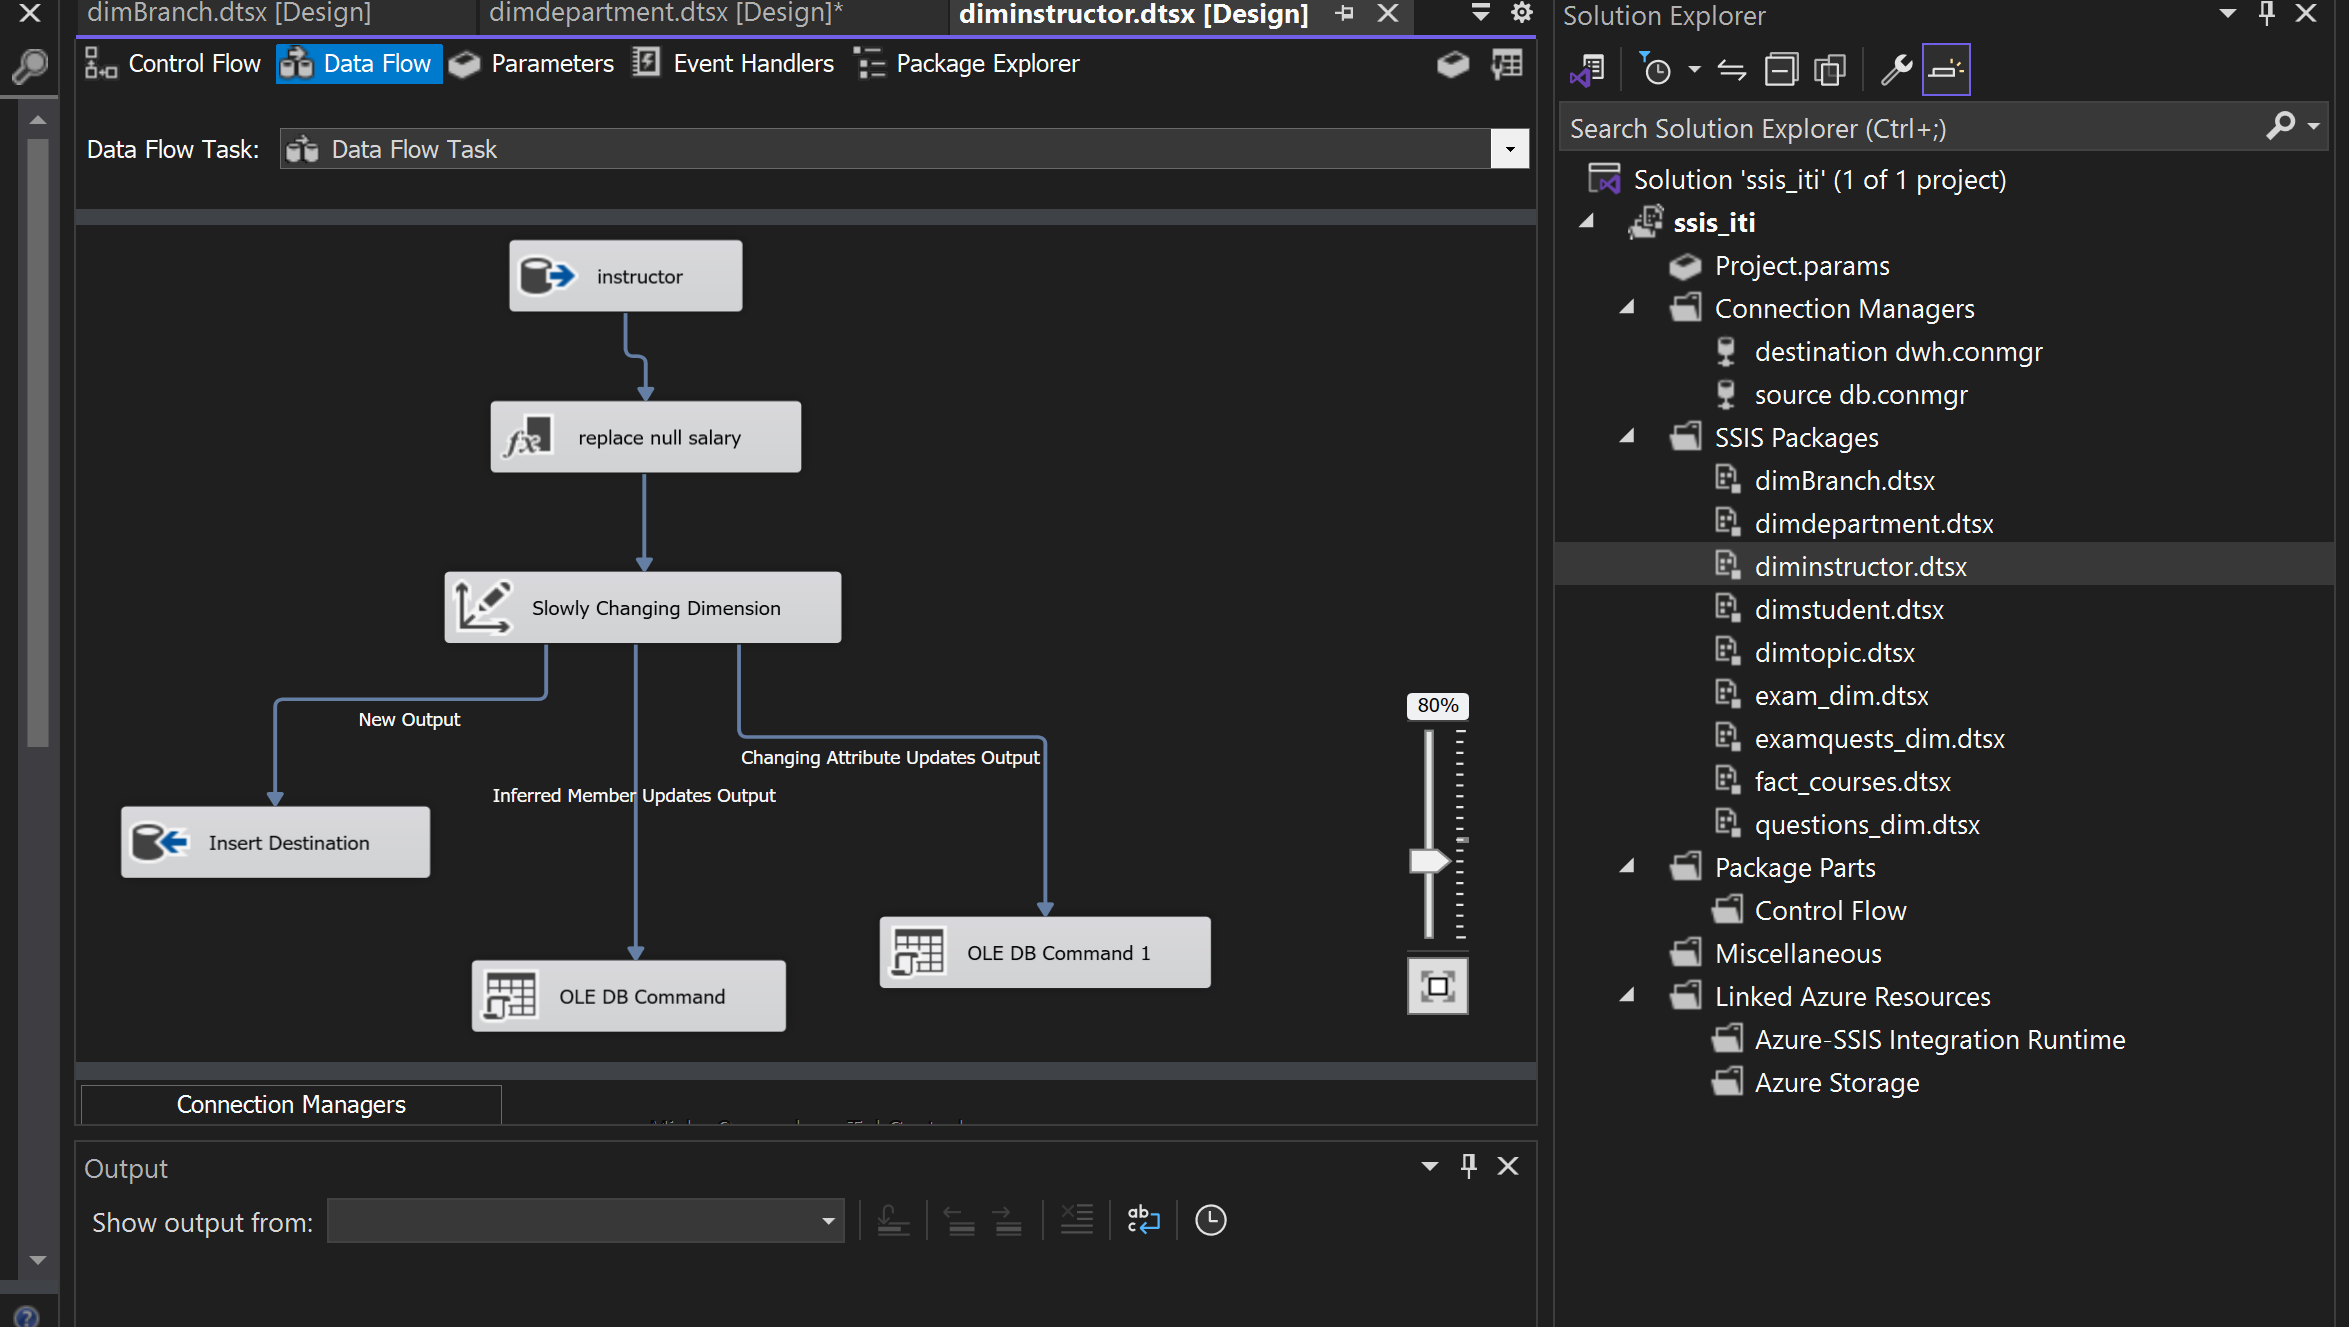 dimBranch.dtsx [Design]
dimdepartment.dtsx [Design]*
diminstructor.dtsx [Design]
Control Flow
Data Flow
Parameters
Event Handlers
Package Explorer
Data Flow Task:
Data Flow Task
instructor
replace null salary
Slowly Changing Dimension
New Output
Changing Attribute Updates Output
Inferred Member Updates Output
Insert Destination
OLE DB Command 1
OLE DB Command
80%
Connection Managers
Output
Show output from:
Solution Explorer
Search Solution Explorer (Ctrl+;)
Solution 'ssis_iti' (1 of 1 project)
ssis_iti
Project.params
Connection Managers
destination dwh.conmgr
source db.conmgr
SSIS Packages
dimBranch.dtsx
dimdepartment.dtsx
diminstructor.dtsx
dimstudent.dtsx
dimtopic.dtsx
exam_dim.dtsx
examquests_dim.dtsx
fact_courses.dtsx
questions_dim.dtsx
Package Parts
Control Flow
Miscellaneous
Linked Azure Resources
Azure-SSIS Integration Runtime
Azure Storage